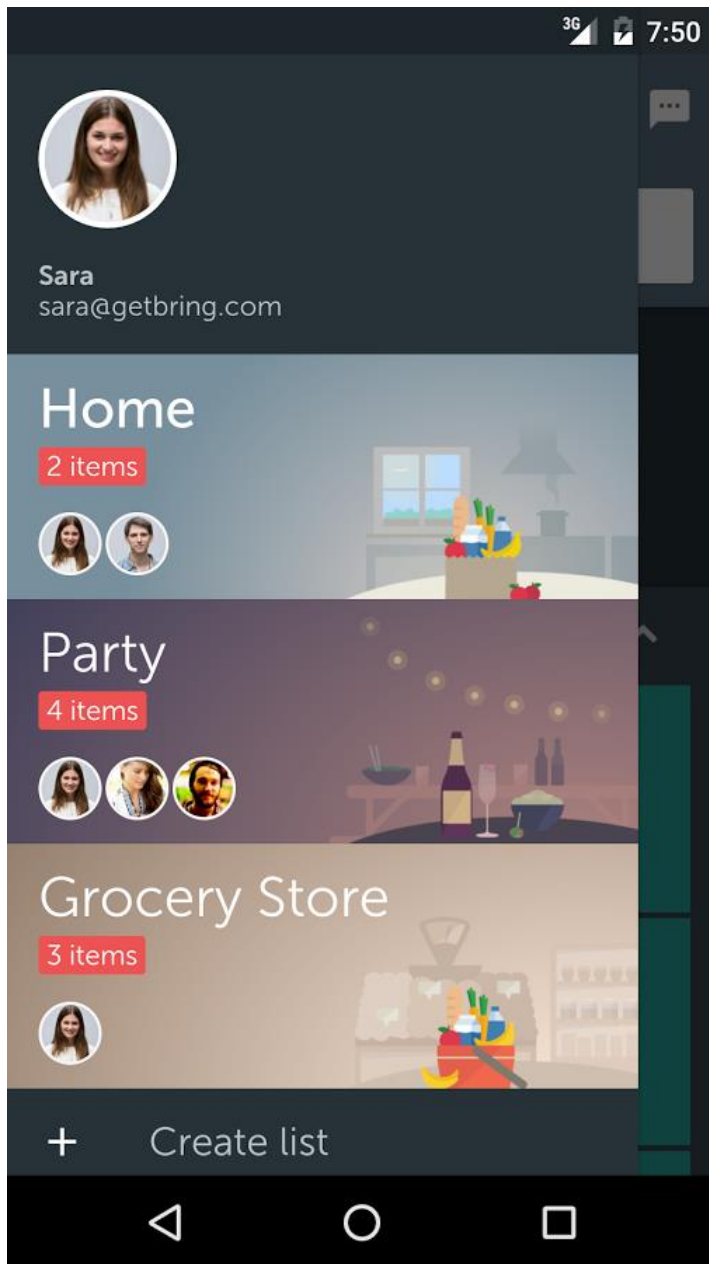 3G 7:50
Sara
sara@getbring.com
Home
2 items
Party
4 items
Grocery Store
3 items
+ Create list